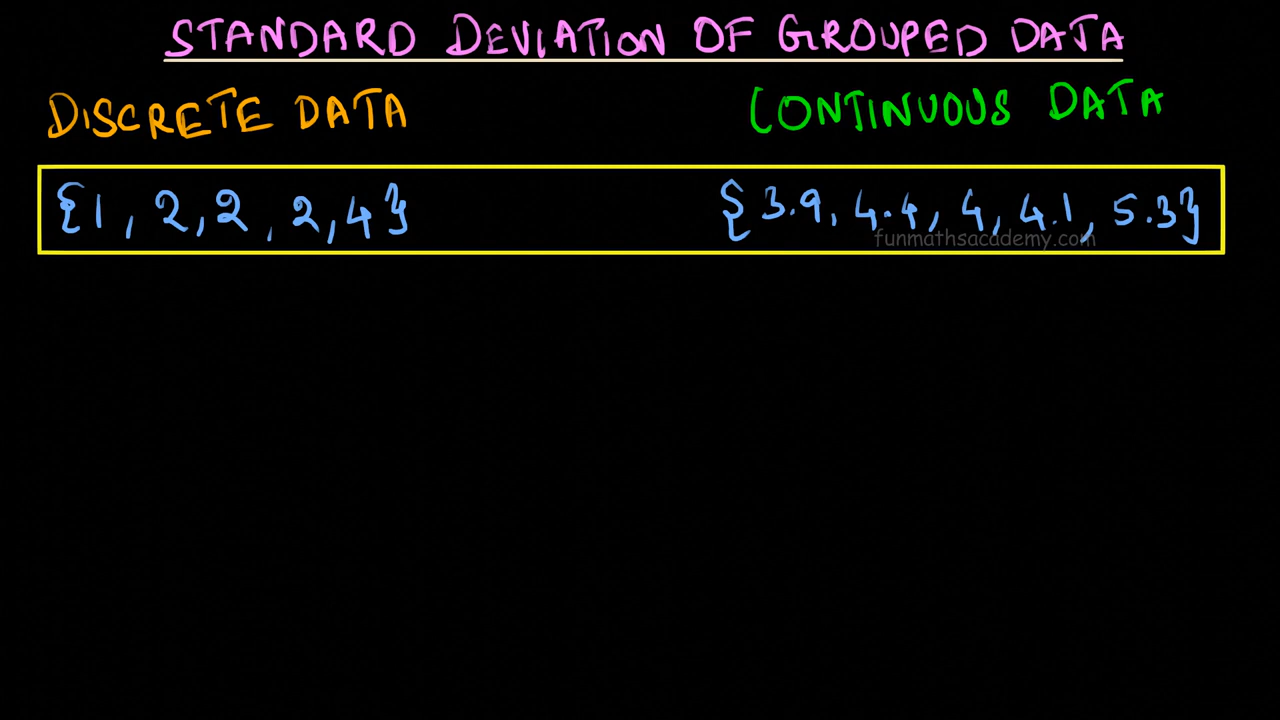 STANDARD DEVIATION OF GROUPED DATA
DISCRETE DATA
CONTINUOUS DATA
{1, 2, 2, 2, 4}
{3.9, 4.4, 4, 4.1, 5.3}
funmathsacademy.com